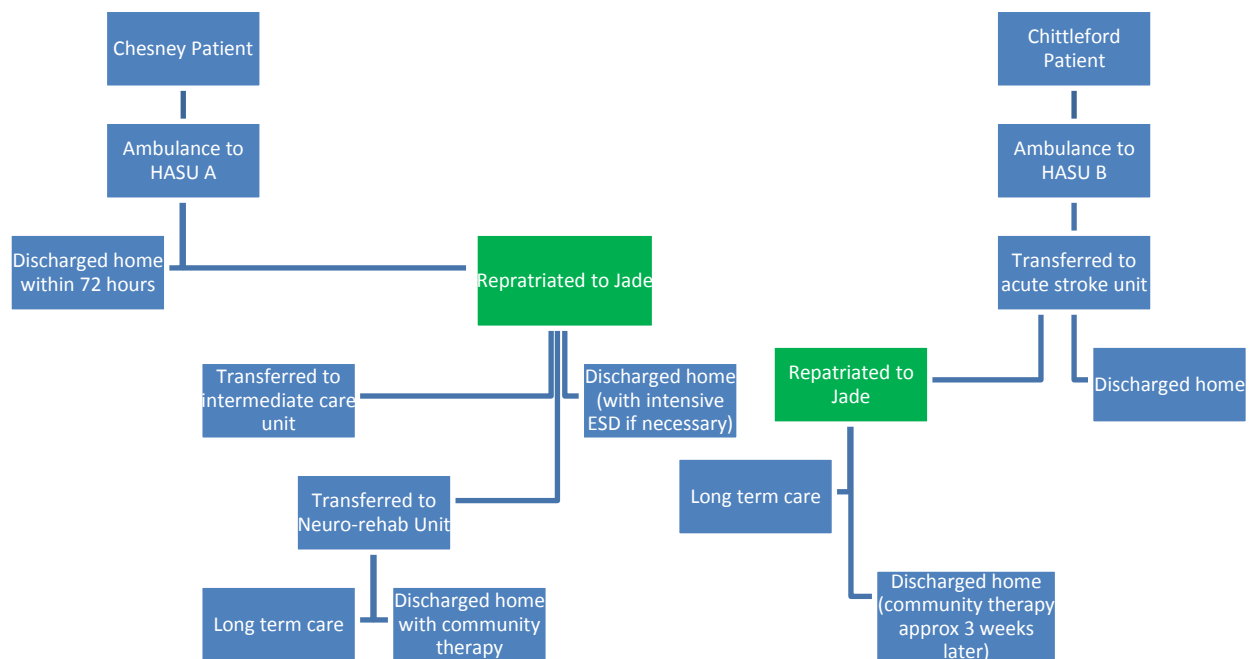 Chesney Patient
Ambulance to
HASU A
Discharged home
within 72 hours
Repratriated to Jade
Transferred to
intermediate care
unit
Discharged home
(with intensive
ESD if necessary)
Transferred to
Neuro-rehab Unit
Long term care
Discharged home
with community
therapy
Chittleford
Patient
Ambulance to
HASU B
Transferred to
acute stroke unit
Repatriated to
Jade
Discharged home
Long term care
Discharged home
(community therapy
approx 3 weeks
later)